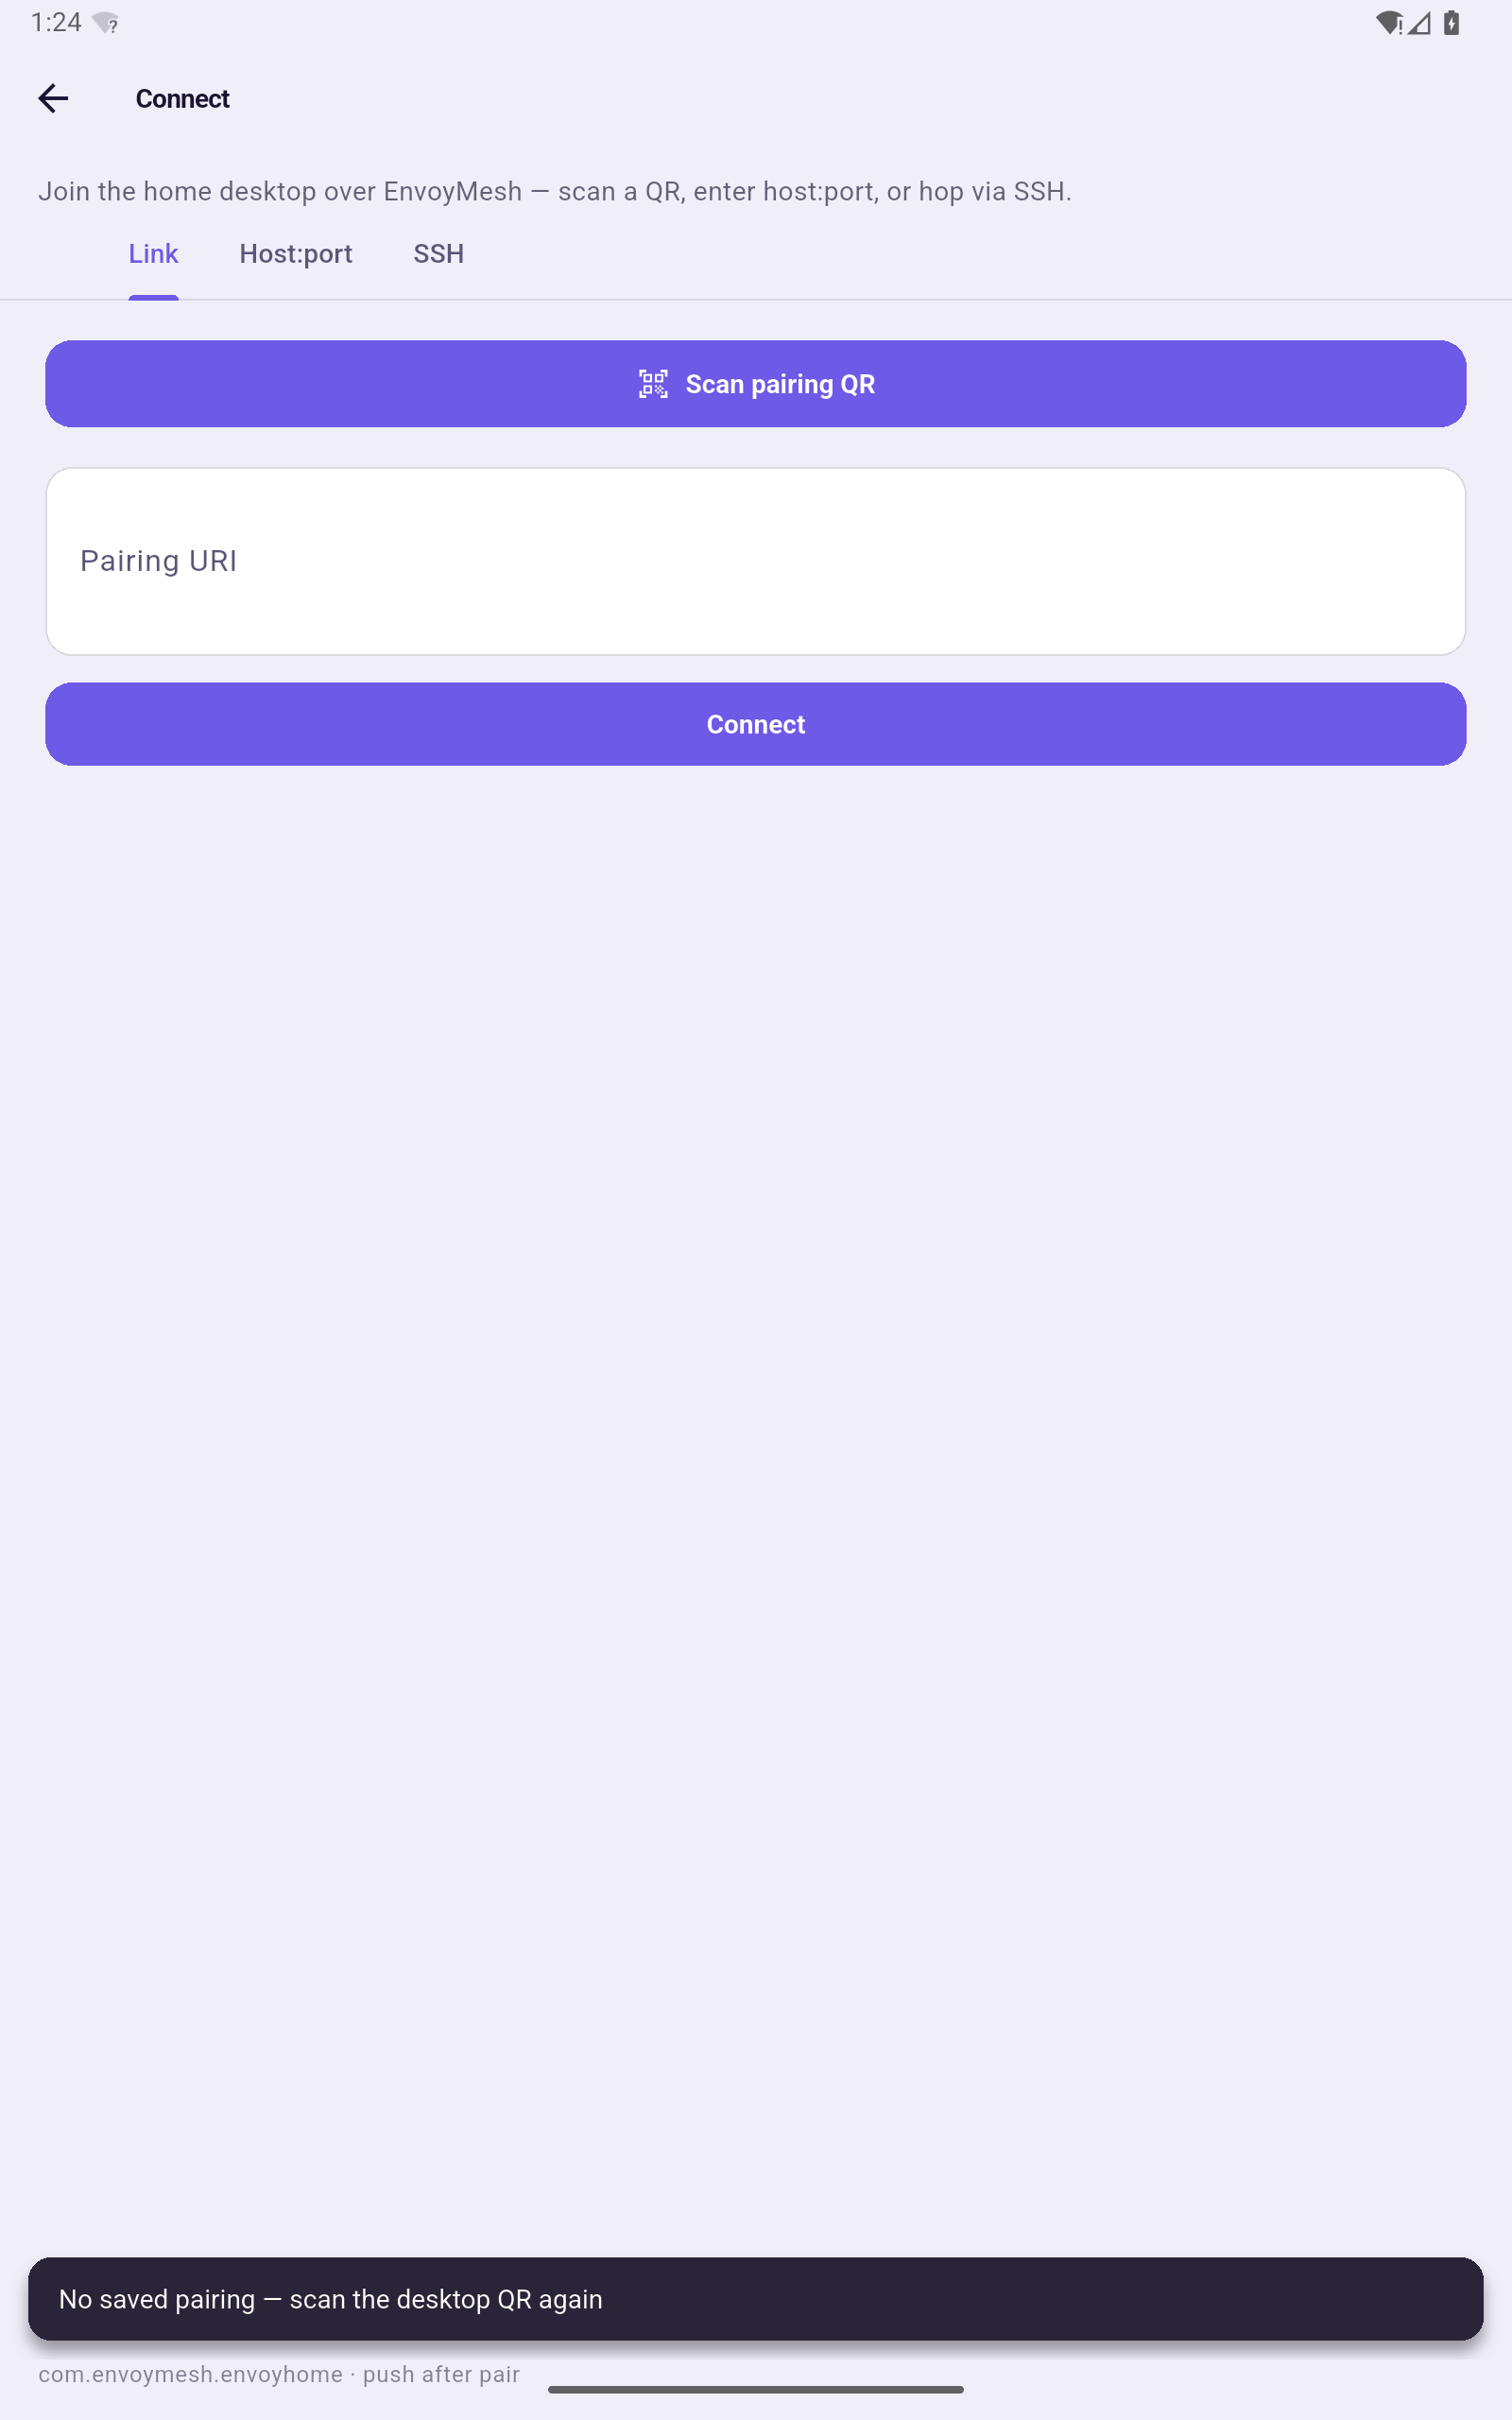 1:24
Connect
Join the home desktop over EnvoyMesh — scan a QR, enter host:port, or hop via SSH.
Link
Host:port
SSH
Scan pairing QR
Pairing URI
Connect
No saved pairing — scan the desktop QR again
com.envoymesh.envoyhome · push after pair